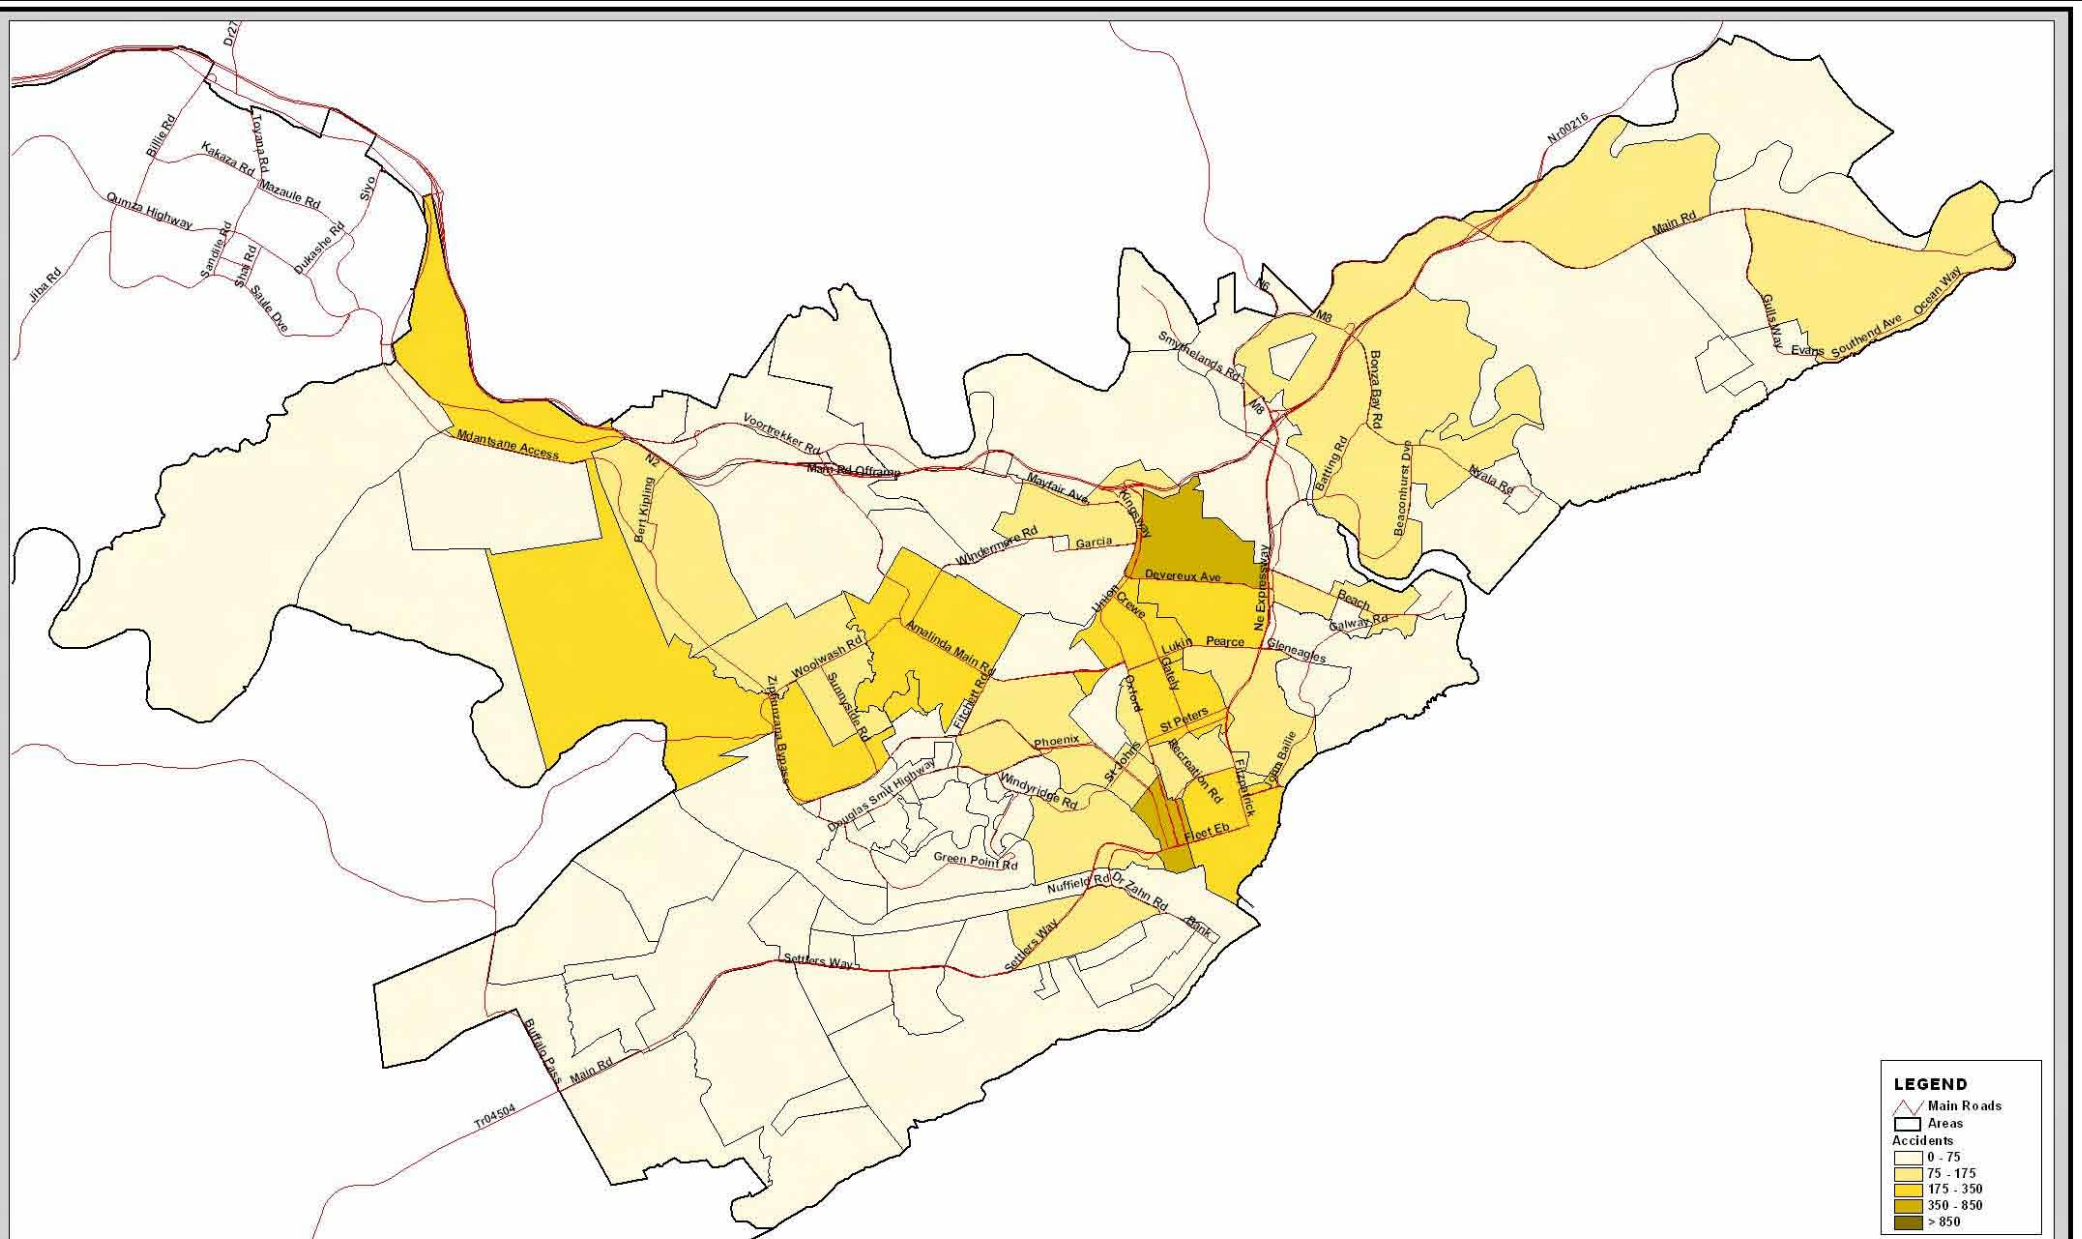 Dr27
Billie Rd
Toyana Rd
Kakaza Rd
Mazaule Rd
Siyo
Qumza Highway
Sandile Rd
Shai Rd
Dukashe Rd
Saule Dve
Jiba Rd
Nr00216
Main Rd
Gulls Way
Evans
Southend Ave
Ocean Way
N6
M8
Smythelands Rd
M8
Bonza Bay Rd
Batting Rd
Beaconhurst Dve
Nyala Rd
Voortrekker Rd
Main Rd Offramp
Mdantsane Access
N2
Bert Kipling
Mayfair Ave
Kingsway
Windermere Rd
Garcia
Devereux Ave
Ne Expressway
Union
Crewe
Beach
Galway Rd
Lukin
Pearce
Gleneagles
Gately
Oxford
Amalinda Main Rd
Woolwash Rd
Sunnyside Rd
Ziphunzana Bypass
Fitchett Rd
Phoenix
St Peters
St Johns
Recreation Rd
Fitzpatrick
John Bailie
Douglas Smit Highway
Windyridge Rd
Fleet Eb
Green Point Rd
Nuffield Rd
Dr Zahn Rd
Bank
Settlers Way
Settlers Way
Buffalo Pass
Main Rd
Tr04504
LEGEND
Main Roads
Areas
Accidents
0 - 75
75 - 175
175 - 350
350 - 850
> 850